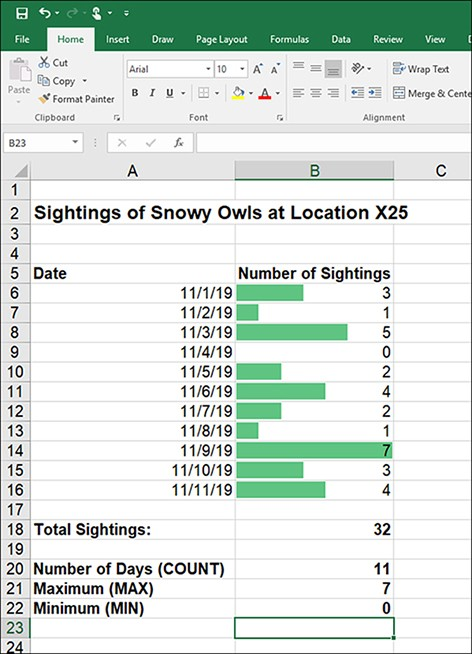 File Home Insert Draw Page Layout Formulas Data Review View
Cut
Copy
Paste
Format Painter
Arial 10 A A
B I U A
Wrap Text
Merge & Cente
Clipboard Font Alignment
B23 fx
A B C
1
2 Sightings of Snowy Owls at Location X25
3
4
5 Date Number of Sightings
6 11/1/19 3
7 11/2/19 1
8 11/3/19 5
9 11/4/19 0
10 11/5/19 2
11 11/6/19 4
12 11/7/19 2
13 11/8/19 1
14 11/9/19 7
15 11/10/19 3
16 11/11/19 4
17
18 Total Sightings: 32
19
20 Number of Days (COUNT) 11
21 Maximum (MAX) 7
22 Minimum (MIN) 0
23
24